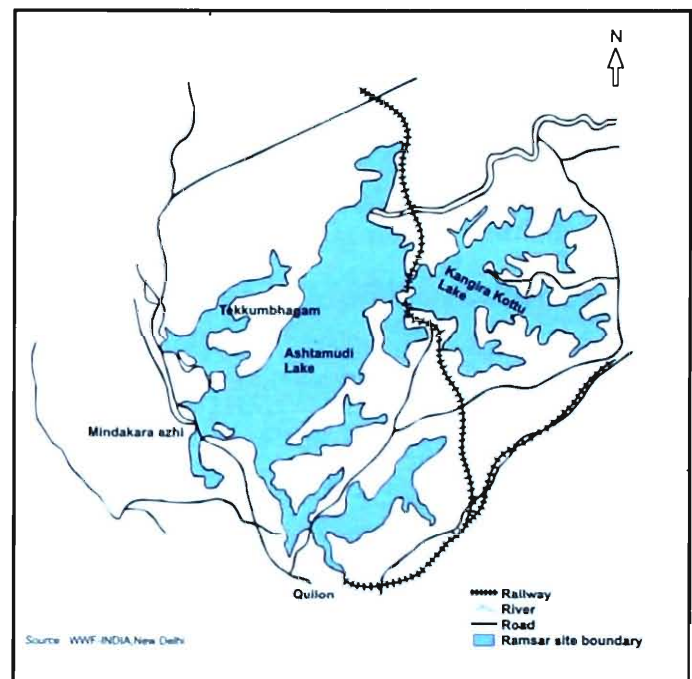 N
Kangira Kottu
Lake
Tekkumbhagam
Ashtamudi
Lake
Mindakara azhi
Quilon
Railway
River
Road
Ramsar site boundary
Source WWF-INDIA,New Delhi